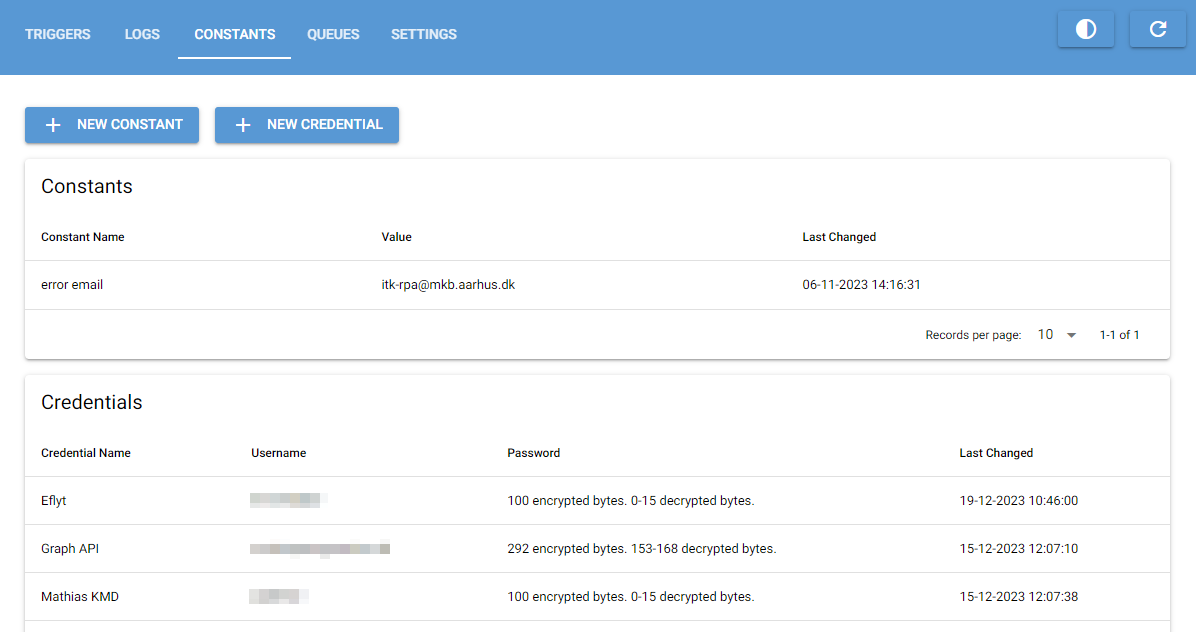 TRIGGERS LOGS CONSTANTS QUEUES SETTINGS
NEW CONSTANT NEW CREDENTIAL
Constants
Constant Name Value Last Changed
error email itk-rpa@mkb.aarhus.dk 06-11-2023 14:16:31
Records per page: 10 1-1 of 1
Credentials
Credential Name Username Password Last Changed
Eflyt 100 encrypted bytes. 0-15 decrypted bytes. 19-12-2023 10:46:00
Graph API 292 encrypted bytes. 153-168 decrypted bytes. 15-12-2023 12:07:10
Mathias KMD 100 encrypted bytes. 0-15 decrypted bytes. 15-12-2023 12:07:38